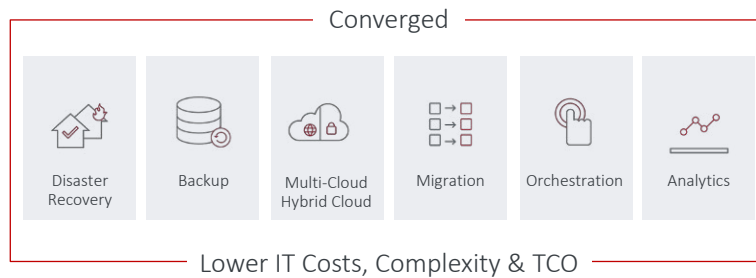 Converged
Disaster
Recovery
Backup
Multi-Cloud
Hybrid Cloud
Migration
Orchestration
Analytics
Lower IT Costs, Complexity & TCO